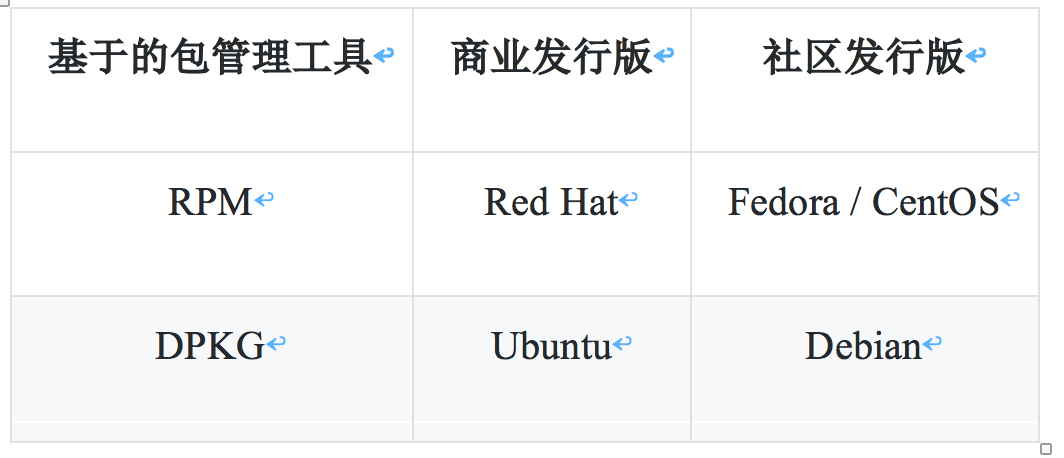 基于的包管理工具 商业发行版 社区发行版
RPM Red Hat Fedora / CentOS
DPKG Ubuntu Debian